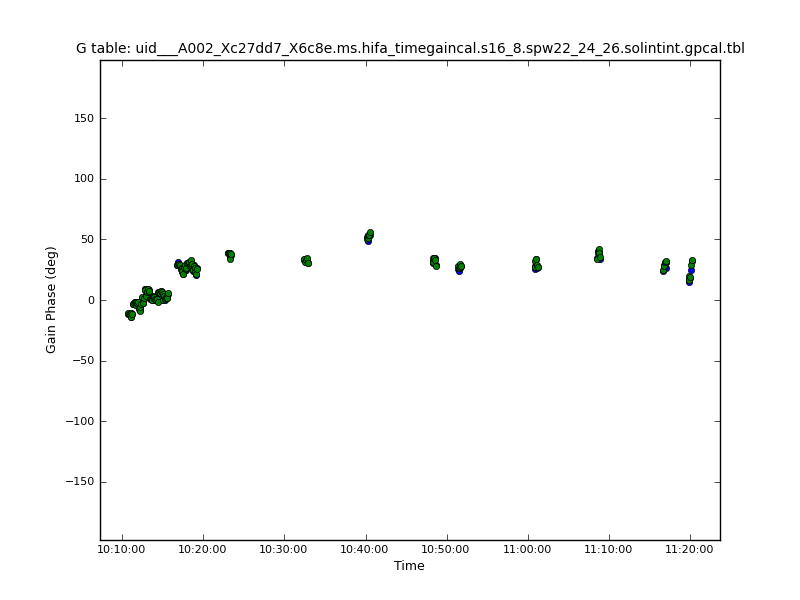 G table: uid___A002_Xc27dd7_X6c8e.ms.hifa_timegaincal.s16_8.spw22_24_26.solintint.gpcal.tbl
150
100
50
0
−50
−100
−150
Gain Phase (deg)
10:10:00 10:20:00 10:30:00 10:40:00 10:50:00 11:00:00 11:10:00 11:20:00
Time